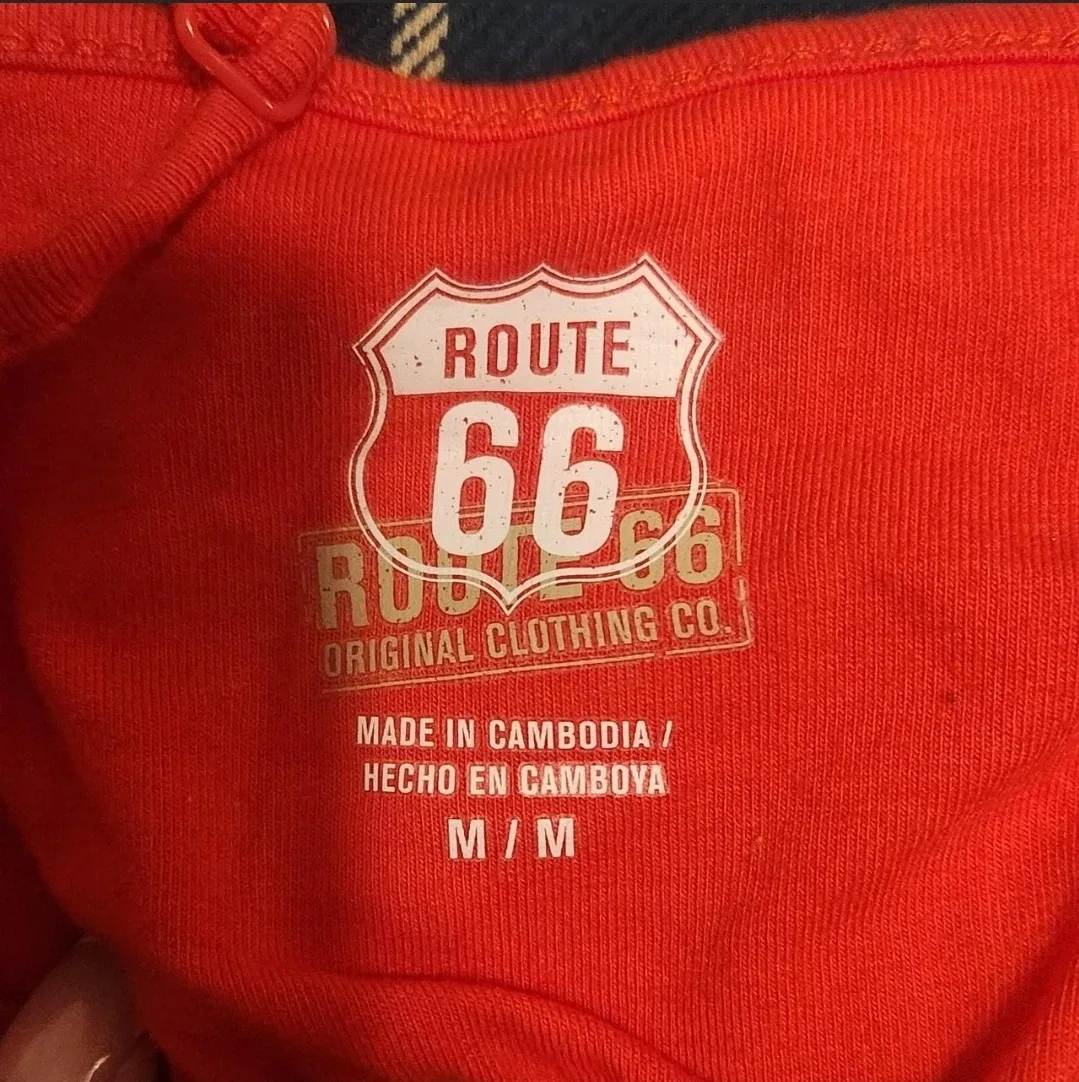 ROUTE
66
ROUTE 66
ORIGINAL CLOTHING CO.
MADE IN CAMBODIA /
HECHO EN CAMBOYA
M / M